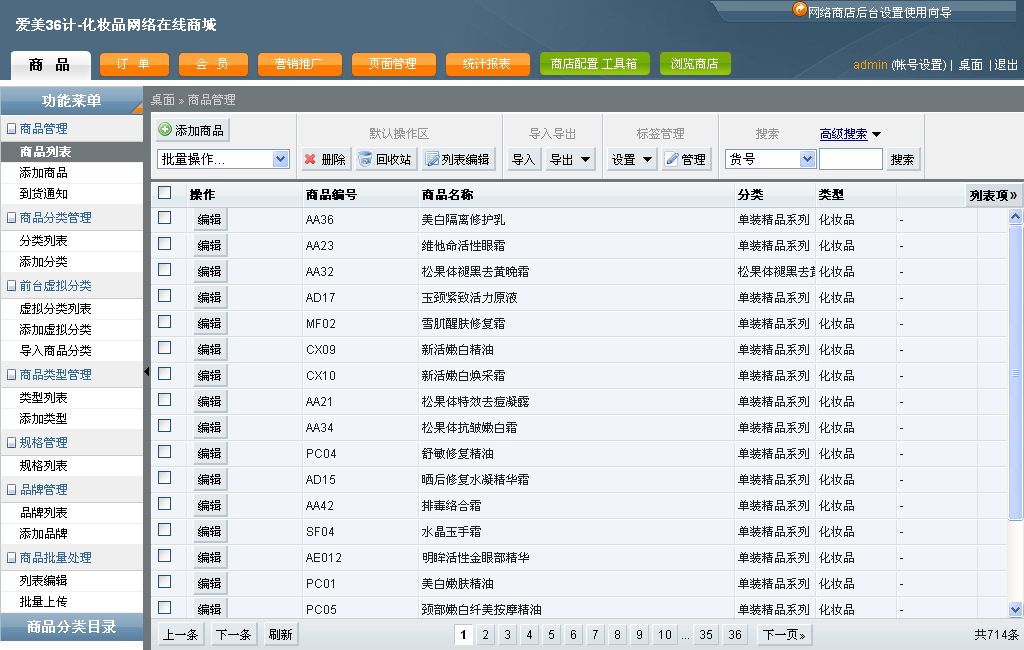 网络商店后台设置使用向导
爱美36计-化妆品网络在线商城
商 品 订 单 会 员 营销推广 页面管理 统计报表 商店配置 工具箱 浏览商店
admin (帐号设置) | 桌面 | 退出
功能菜单
商品管理
商品列表
添加商品
到货通知
商品分类管理
分类列表
添加分类
前台虚拟分类
虚拟分类列表
添加虚拟分类
导入商品分类
商品类型管理
类型列表
添加类型
规格管理
规格列表
品牌管理
品牌列表
添加品牌
商品批量处理
列表编辑
批量上传
商品分类目录
桌面 » 商品管理
添加商品 默认操作区 导入导出 标签管理 搜索 高级搜索
批量操作... 删除 回收站 列表编辑 导入 导出 设置 管理 货号 搜索
操作 商品编号 商品名称 分类 类型 列表项»
编辑 AA36 美白隔离修护乳 单装精品系列 化妆品 -
编辑 AA23 维他命活性眼霜 单装精品系列 化妆品 -
编辑 AA32 松果体褪黑去黄晚霜 松果体褪黑去 化妆品 -
编辑 AD17 玉颈紧致活力原液 单装精品系列 化妆品 -
编辑 MF02 雪肌醒肤修复霜 单装精品系列 化妆品 -
编辑 CX09 新活嫩白精油 单装精品系列 化妆品 -
编辑 CX10 新活嫩白焕采霜 单装精品系列 化妆品 -
编辑 AA21 松果体特效去痘凝露 单装精品系列 化妆品 -
编辑 AA34 松果体抗皱嫩白霜 单装精品系列 化妆品 -
编辑 PC04 舒敏修复精油 单装精品系列 化妆品 -
编辑 AD15 晒后修复水凝精华霜 单装精品系列 化妆品 -
编辑 AA42 排毒络合霜 单装精品系列 化妆品 -
编辑 SF04 水晶玉手霜 单装精品系列 化妆品 -
编辑 AE012 明眸活性金眼部精华 单装精品系列 化妆品 -
编辑 PC01 美白嫩肤精油 单装精品系列 化妆品 -
编辑 PC05 颈部嫩白纤美按摩精油 单装精品系列 化妆品 -
上一条 下一条 刷新 1 2 3 4 5 6 7 8 9 10 ... 35 36 下一页» 共714条